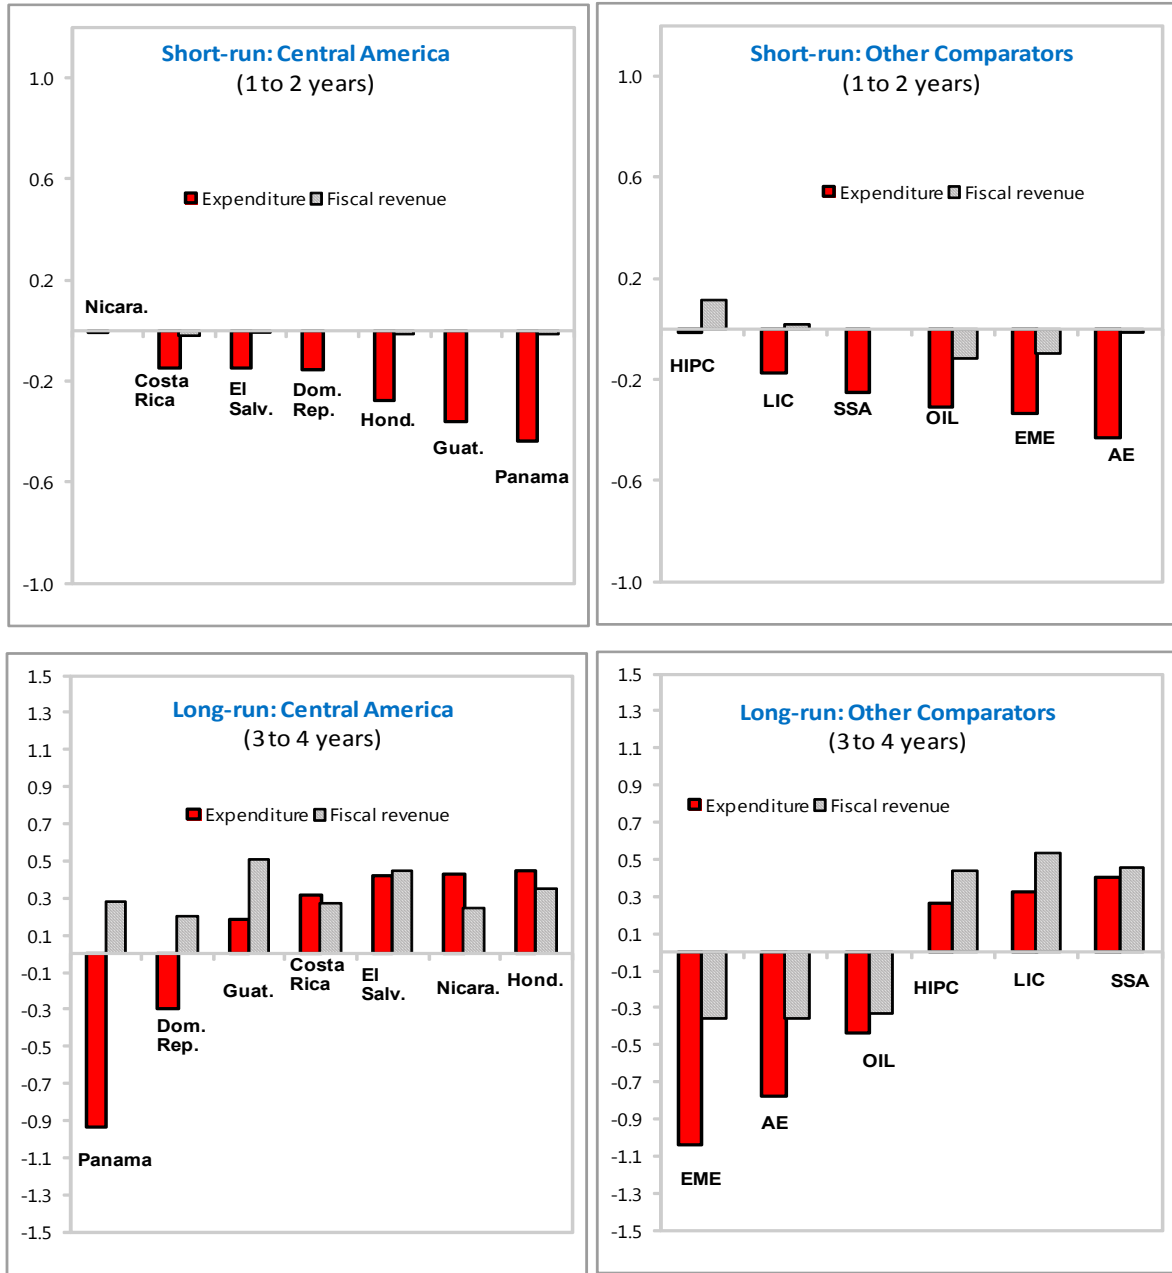 Short-run: Central America
(1 to 2 years)
1.0
0.6
0.2
-0.2
-0.6
-1.0
Expenditure Fiscal revenue
Nicara.
Costa
Rica
El
Salv.
Dom.
Rep.
Hond.
Guat.
Panama
Short-run: Other Comparators
(1 to 2 years)
1.0
0.6
0.2
-0.2
-0.6
-1.0
Expenditure Fiscal revenue
HIPC
LIC
SSA
OIL
EME
AE
Long-run: Central America
(3 to 4 years)
1.5
1.3
1.1
0.9
0.7
0.5
0.3
0.1
-0.1
-0.3
-0.5
-0.7
-0.9
-1.1
-1.3
-1.5
Expenditure Fiscal revenue
Panama
Dom.
Rep.
Guat.
Costa
Rica
El
Salv.
Nicara.
Hond.
Long-run: Other Comparators
(3 to 4 years)
1.5
1.3
1.1
0.9
0.7
0.5
0.3
0.1
-0.1
-0.3
-0.5
-0.7
-0.9
-1.1
-1.3
-1.5
Expenditure Fiscal revenue
EME
AE
OIL
HIPC
LIC
SSA